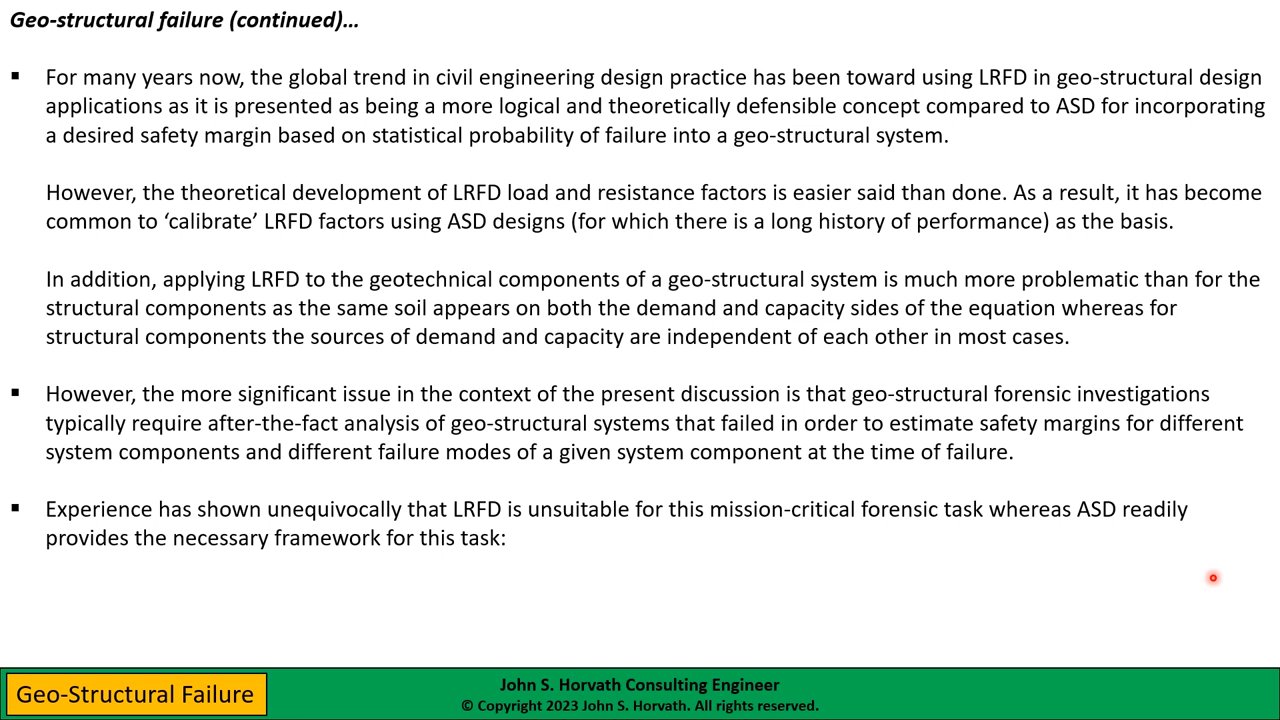 Geo-structural failure (continued)…
▪ For many years now, the global trend in civil engineering design practice has been toward using LRFD in geo-structural design
applications as it is presented as being a more logical and theoretically defensible concept compared to ASD for incorporating
a desired safety margin based on statistical probability of failure into a geo-structural system.
However, the theoretical development of LRFD load and resistance factors is easier said than done. As a result, it has become
common to ‘calibrate’ LRFD factors using ASD designs (for which there is a long history of performance) as the basis.
In addition, applying LRFD to the geotechnical components of a geo-structural system is much more problematic than for the
structural components as the same soil appears on both the demand and capacity sides of the equation whereas for
structural components the sources of demand and capacity are independent of each other in most cases.
▪ However, the more significant issue in the context of the present discussion is that geo-structural forensic investigations
typically require after-the-fact analysis of geo-structural systems that failed in order to estimate safety margins for different
system components and different failure modes of a given system component at the time of failure.
▪ Experience has shown unequivocally that LRFD is unsuitable for this mission-critical forensic task whereas ASD readily
provides the necessary framework for this task:
Geo-Structural Failure
John S. Horvath Consulting Engineer
© Copyright 2023 John S. Horvath. All rights reserved.